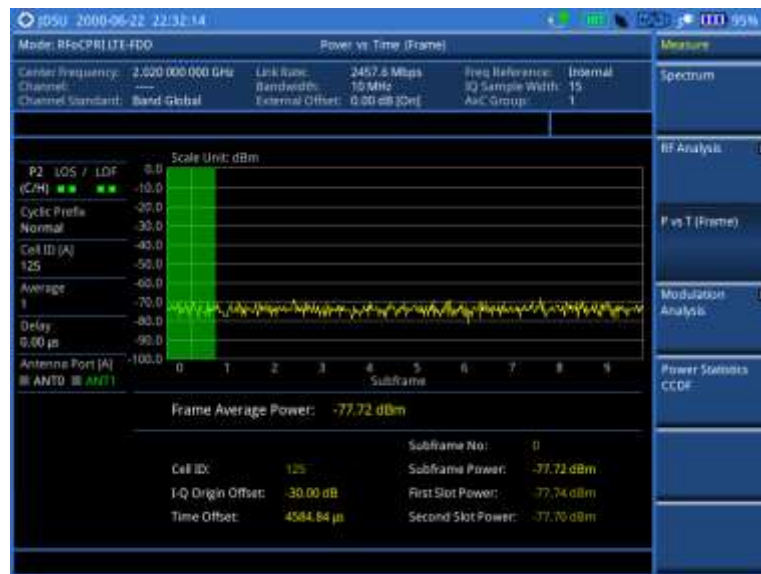 JDSU 2000-06-22 22:32:14
95%
Mode: RFoCPRI LTE-FDD
Power vs Time (Frame)
Measure
Center Frequency: 2.020 000 000 GHz
Link Rate: 2457.6 Mbps
Freq Reference: Internal
Channel: ----
Bandwidth: 10 MHz
IQ Sample Width: 15
Channel Standard: Band Global
External Offset: 0.00 dB [On]
AxC Group: 1
Spectrum
RF Analysis
P vs T (Frame)
Modulation
Analysis
Power Statistics
CCDF
Scale Unit: dBm
P2 LOS / LOF
(C/H)
Cyclic Prefix
Normal
Cell ID [A]
125
Average
1
Delay
0.00 µs
Antenna Port [A]
ANT0 ANT1
0.0
-10.0
-20.0
-30.0
-40.0
-50.0
-60.0
-70.0
-80.0
-90.0
-100.0
0 1 2 3 4 5 6 7 8 9
Subframe
Frame Average Power: -77.72 dBm
Subframe No: 0
Cell ID: 125
Subframe Power: -77.72 dBm
I-Q Origin Offset: -30.00 dB
First Slot Power: -77.74 dBm
Time Offset: 4584.84 µs
Second Slot Power: -77.70 dBm